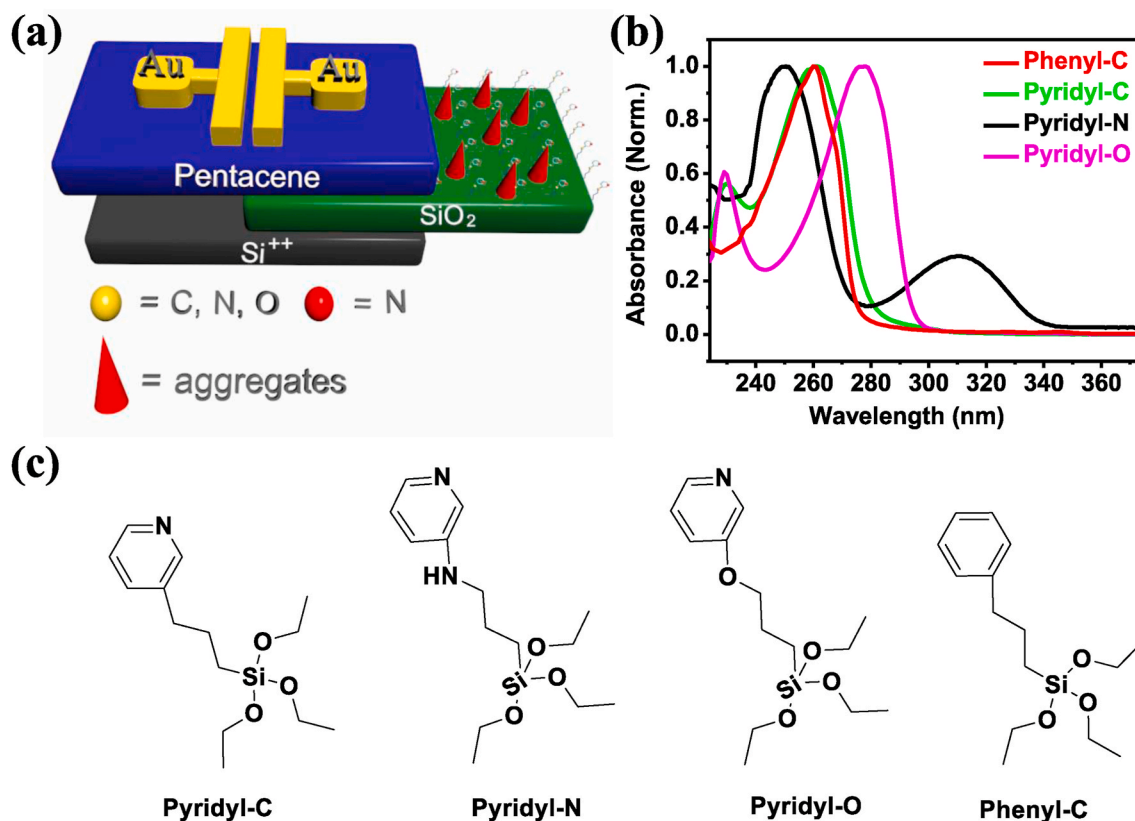 (a)
Au
Au
Pentacene
SiO₂
Si⁺⁺
= C, N, O
= N
= aggregates
(b)
Phenyl-C
Pyridyl-C
Pyridyl-N
Pyridyl-O
Absorbance (Norm.)
1.0
0.8
0.6
0.4
0.2
0.0
240 260 280 300 320 340 360
Wavelength (nm)
(c)
N
O
Si
O
O
Pyridyl-C
N
HN
O
Si
O
O
Pyridyl-N
N
O
O
Si
O
O
Pyridyl-O
O
Si
O
O
Phenyl-C